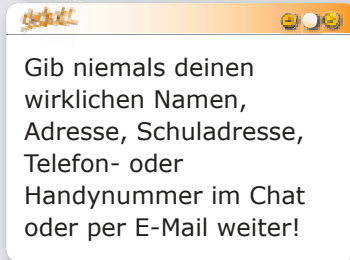 Gib niemals deinen
wirklichen Namen,
Adresse, Schuladresse,
Telefon- oder
Handynummer im Chat
oder per E-Mail weiter!